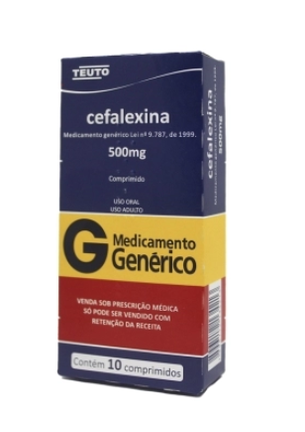 TEUTO
cefalexina
Medicamento genérico Lei nº 9.787, de 1999.
500mg
Comprimido
USO ORAL
USO ADULTO
G Medicamento
Genérico
VENDA SOB PRESCRIÇÃO MÉDICA
SÓ PODE SER VENDIDO COM
RETENÇÃO DA RECEITA
Contém 10 comprimidos
cefalexina
500mg